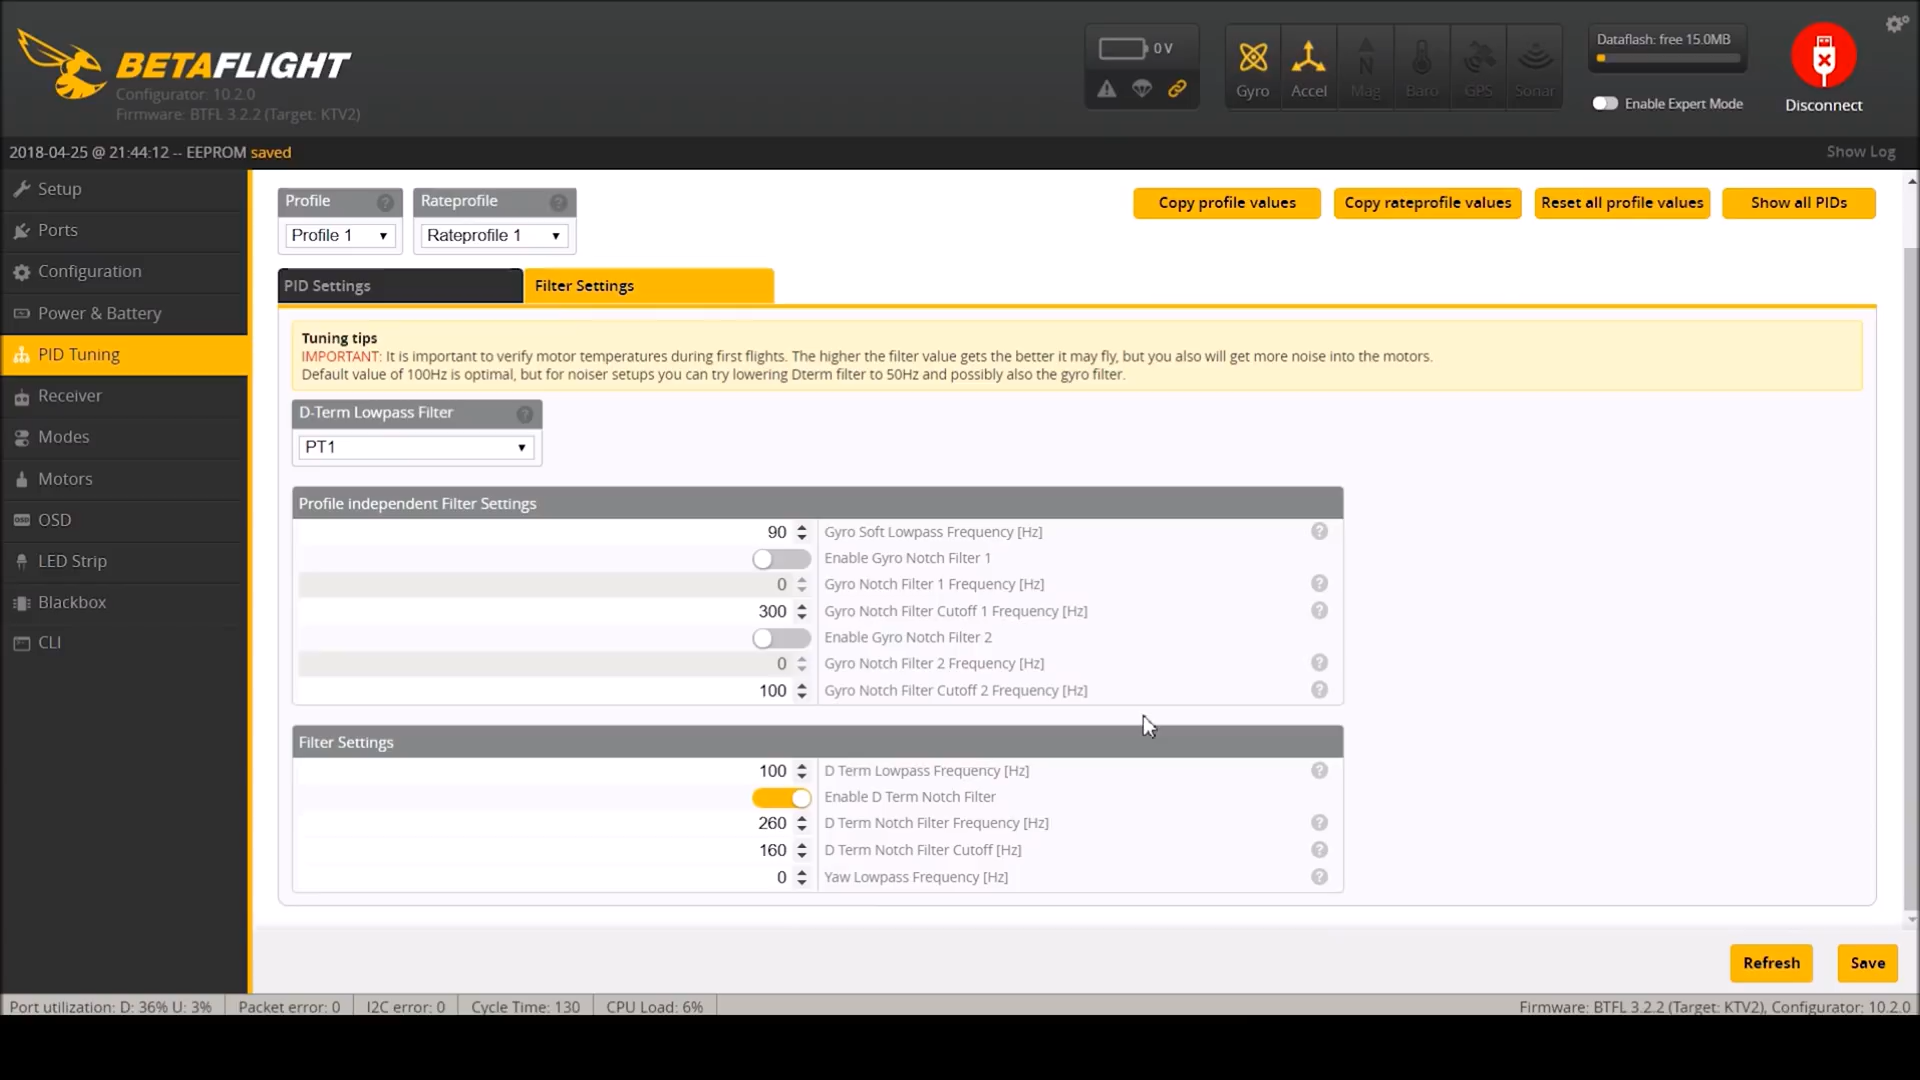 BETAFLIGHT
Configurator: 10.2.0
Firmware: BTFL 3.2.2 (Target: KTV2)
0 V
Gyro
Accel
Mag
Baro
GPS
Sonar
Dataflash: free 15.0MB
Enable Expert Mode
Disconnect
2018-04-25 @ 21:44:12 -- EEPROM saved
Show Log
Setup
Ports
Configuration
Power & Battery
PID Tuning
Receiver
Modes
Motors
OSD
LED Strip
Blackbox
CLI
Profile
Rateprofile
Profile 1
Rateprofile 1
Copy profile values
Copy rateprofile values
Reset all profile values
Show all PIDs
PID Settings
Filter Settings
Tuning tips
IMPORTANT: It is important to verify motor temperatures during first flights. The higher the filter value gets the better it may fly, but you also will get more noise into the motors.
Default value of 100Hz is optimal, but for noiser setups you can try lowering Dterm filter to 50Hz and possibly also the gyro filter.
D-Term Lowpass Filter
PT1
Profile independent Filter Settings
90 Gyro Soft Lowpass Frequency [Hz]
Enable Gyro Notch Filter 1
0 Gyro Notch Filter 1 Frequency [Hz]
300 Gyro Notch Filter Cutoff 1 Frequency [Hz]
Enable Gyro Notch Filter 2
0 Gyro Notch Filter 2 Frequency [Hz]
100 Gyro Notch Filter Cutoff 2 Frequency [Hz]
Filter Settings
100 D Term Lowpass Frequency [Hz]
Enable D Term Notch Filter
260 D Term Notch Filter Frequency [Hz]
160 D Term Notch Filter Cutoff [Hz]
0 Yaw Lowpass Frequency [Hz]
Refresh
Save
Port utilization: D: 36% U: 3%
Packet error: 0
I2C error: 0
Cycle Time: 130
CPU Load: 6%
Firmware: BTFL 3.2.2 (Target: KTV2), Configurator: 10.2.0